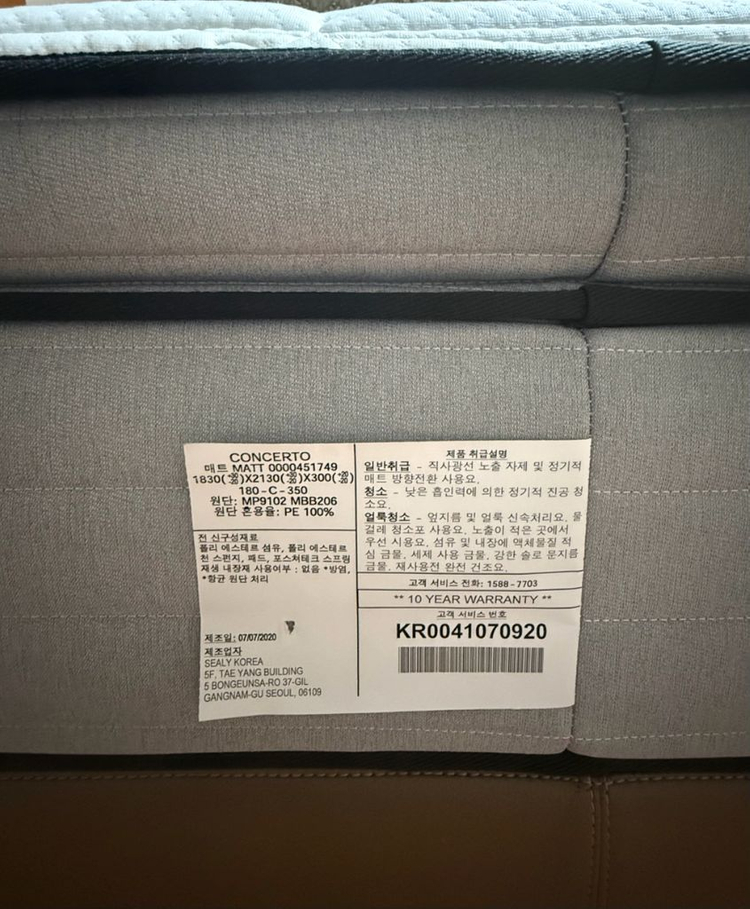 CONCERTO
매트 MATT 0000451749
1830(+20 -20)X2130(+20 -20)X300(+20 -20)
180-C-350
원단: MP9102 MBB206
원단 혼용율: PE 100%
전 신구성재료
폴리 에스테르 섬유, 폴리 에스테르
천 스펀지, 패드, 포스처테크 스프링
재생 내장재 사용여부 : 없음 *방염,
*항균 원단 처리
제조일: 07/07/2020
제조업자
SEALY KOREA
5F, TAE YANG BUILDING
5 BONGEUNSA-RO 37-GIL
GANGNAM-GU SEOUL, 06109
제품 취급설명
일반취급 - 직사광선 노출 자제 및 정기적
매트 방향전환 사용요.
청소 - 낮은 흡인력에 의한 정기적 진공 청
소요.
얼룩청소 - 엎지름 및 얼룩 신속처리요. 물
걸레 청소포 사용요. 노출이 적은 곳에서
우선 시용요. 섬유 및 내장에 액체물질 적
심 금물. 세제 사용 금물. 강한 솔로 문지름
금물. 재사용전 완전 건조요.
고객 서비스 전화: 1588-7703
** 10 YEAR WARRANTY **
고객 서비스 번호
KR0041070920